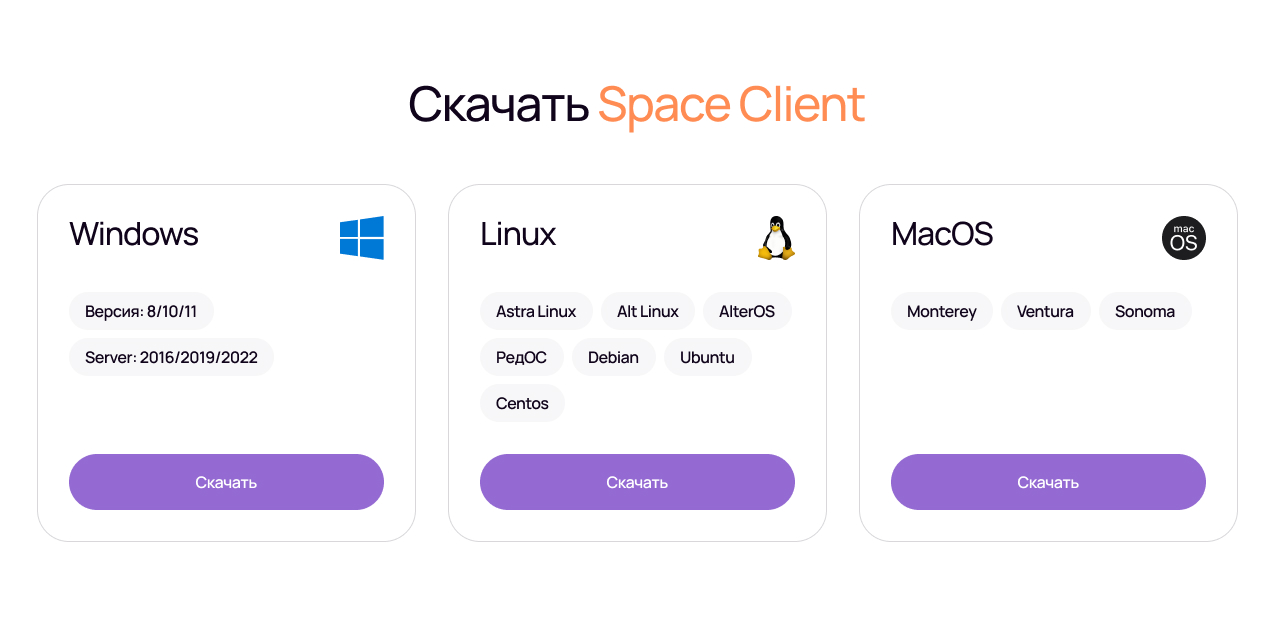 Скачать Space Client
Windows
Версия: 8/10/11
Server: 2016/2019/2022
Скачать
Linux
Astra Linux Alt Linux AlterOS
РедОС Debian Ubuntu
Centos
Скачать
MacOS
mac
OS
Monterey Ventura Sonoma
Скачать